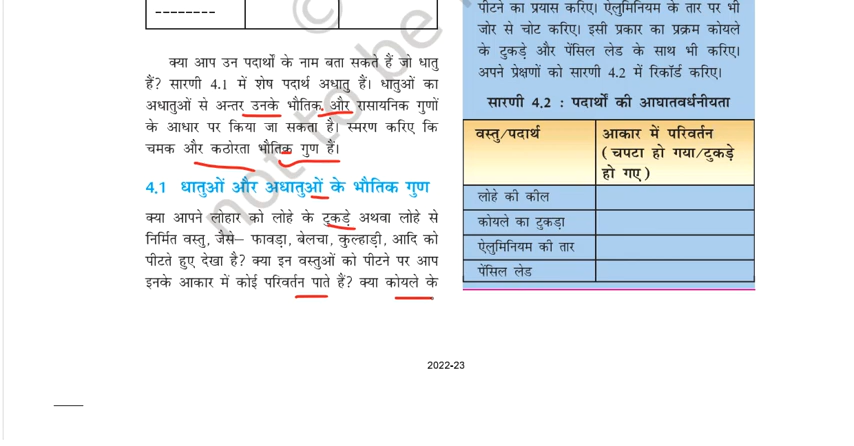 --------
क्या आप उन पदार्थों के नाम बता सकते हैं जो धातु
हैं? सारणी 4.1 में शेष पदार्थ अधातु हैं। धातुओं का
अधातुओं से अन्तर उनके भौतिक और रासायनिक गुणों
के आधार पर किया जा सकता है। स्मरण करिए कि
चमक और कठोरता भौतिक गुण हैं।
4.1 धातुओं और अधातुओं के भौतिक गुण
क्या आपने लोहार को लोहे के टुकड़े अथवा लोहे से
निर्मित वस्तु, जैसे– फावड़ा, बेलचा, कुल्हाड़ी, आदि को
पीटते हुए देखा है? क्या इन वस्तुओं को पीटने पर आप
इनके आकार में कोई परिवर्तन पाते हैं? क्या कोयले के
पीटने का प्रयास करिए। ऐलुमिनियम के तार पर भी
जोर से चोट करिए। इसी प्रकार का प्रक्रम कोयले
के टुकड़े और पेंसिल लेड के साथ भी करिए।
अपने प्रेक्षणों को सारणी 4.2 में रिकॉर्ड करिए।
सारणी 4.2 : पदार्थों की आघातवर्धनीयता
वस्तु/पदार्थ आकार में परिवर्तन
(चपटा हो गया/टुकड़े
हो गए)
लोहे की कील
कोयले का टुकड़ा
ऐलुमिनियम की तार
पेंसिल लेड
2022-23
not to be
©